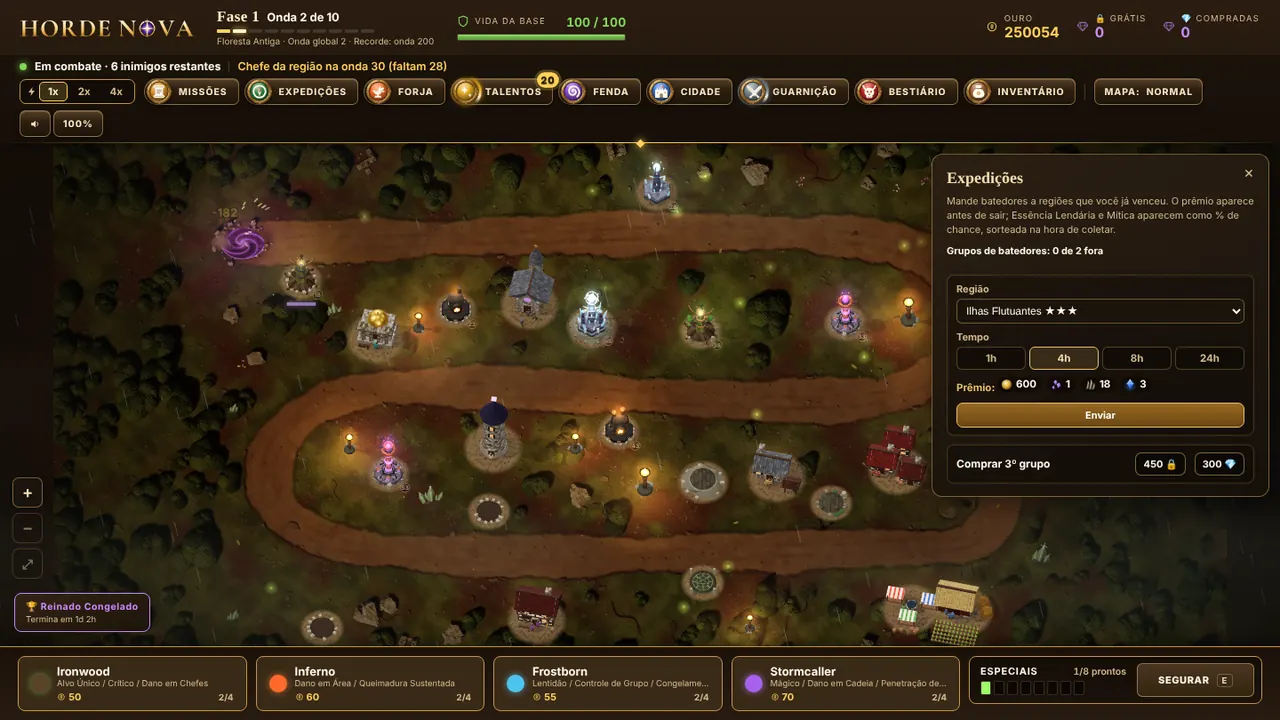 HORDE NOVA
Fase 1 Onda 2 de 10
Floresta Antiga · Onda global 2 · Recorde: onda 200
VIDA DA BASE 100 / 100
OURO
250054
🔒 GRÁTIS
0
💎 COMPRADAS
0
Em combate · 6 inimigos restantes
Chefe da região na onda 30 (faltam 28)
1x 2x 4x
MISSÕES
EXPEDIÇÕES
FORJA
TALENTOS
20
FENDA
CIDADE
GUARNIÇÃO
BESTIÁRIO
INVENTÁRIO
MAPA: NORMAL
100%
-182
Expedições
×
Mande batedores a regiões que você já venceu. O prêmio aparece
antes de sair; Essência Lendária e Mítica aparecem como % de
chance, sorteada na hora de coletar.
Grupos de batedores: 0 de 2 fora
Região
Ilhas Flutuantes ★★★
Tempo
1h 4h 8h 24h
Prêmio: 600 1 18 3
Enviar
Comprar 3º grupo 450 🔒 300 💎
+
−
🏆 Reinado Congelado
Termina em 1d 2h
Ironwood
Alvo Único / Crítico / Dano em Chefes
50 2/4
Inferno
Dano em Área / Queimadura Sustentada
60 2/4
Frostborn
Lentidão / Controle de Grupo / Congelame...
55 2/4
Stormcaller
Mágico / Dano em Cadeia / Penetração de...
70 2/4
ESPECIAIS 1/8 prontos
SEGURAR E